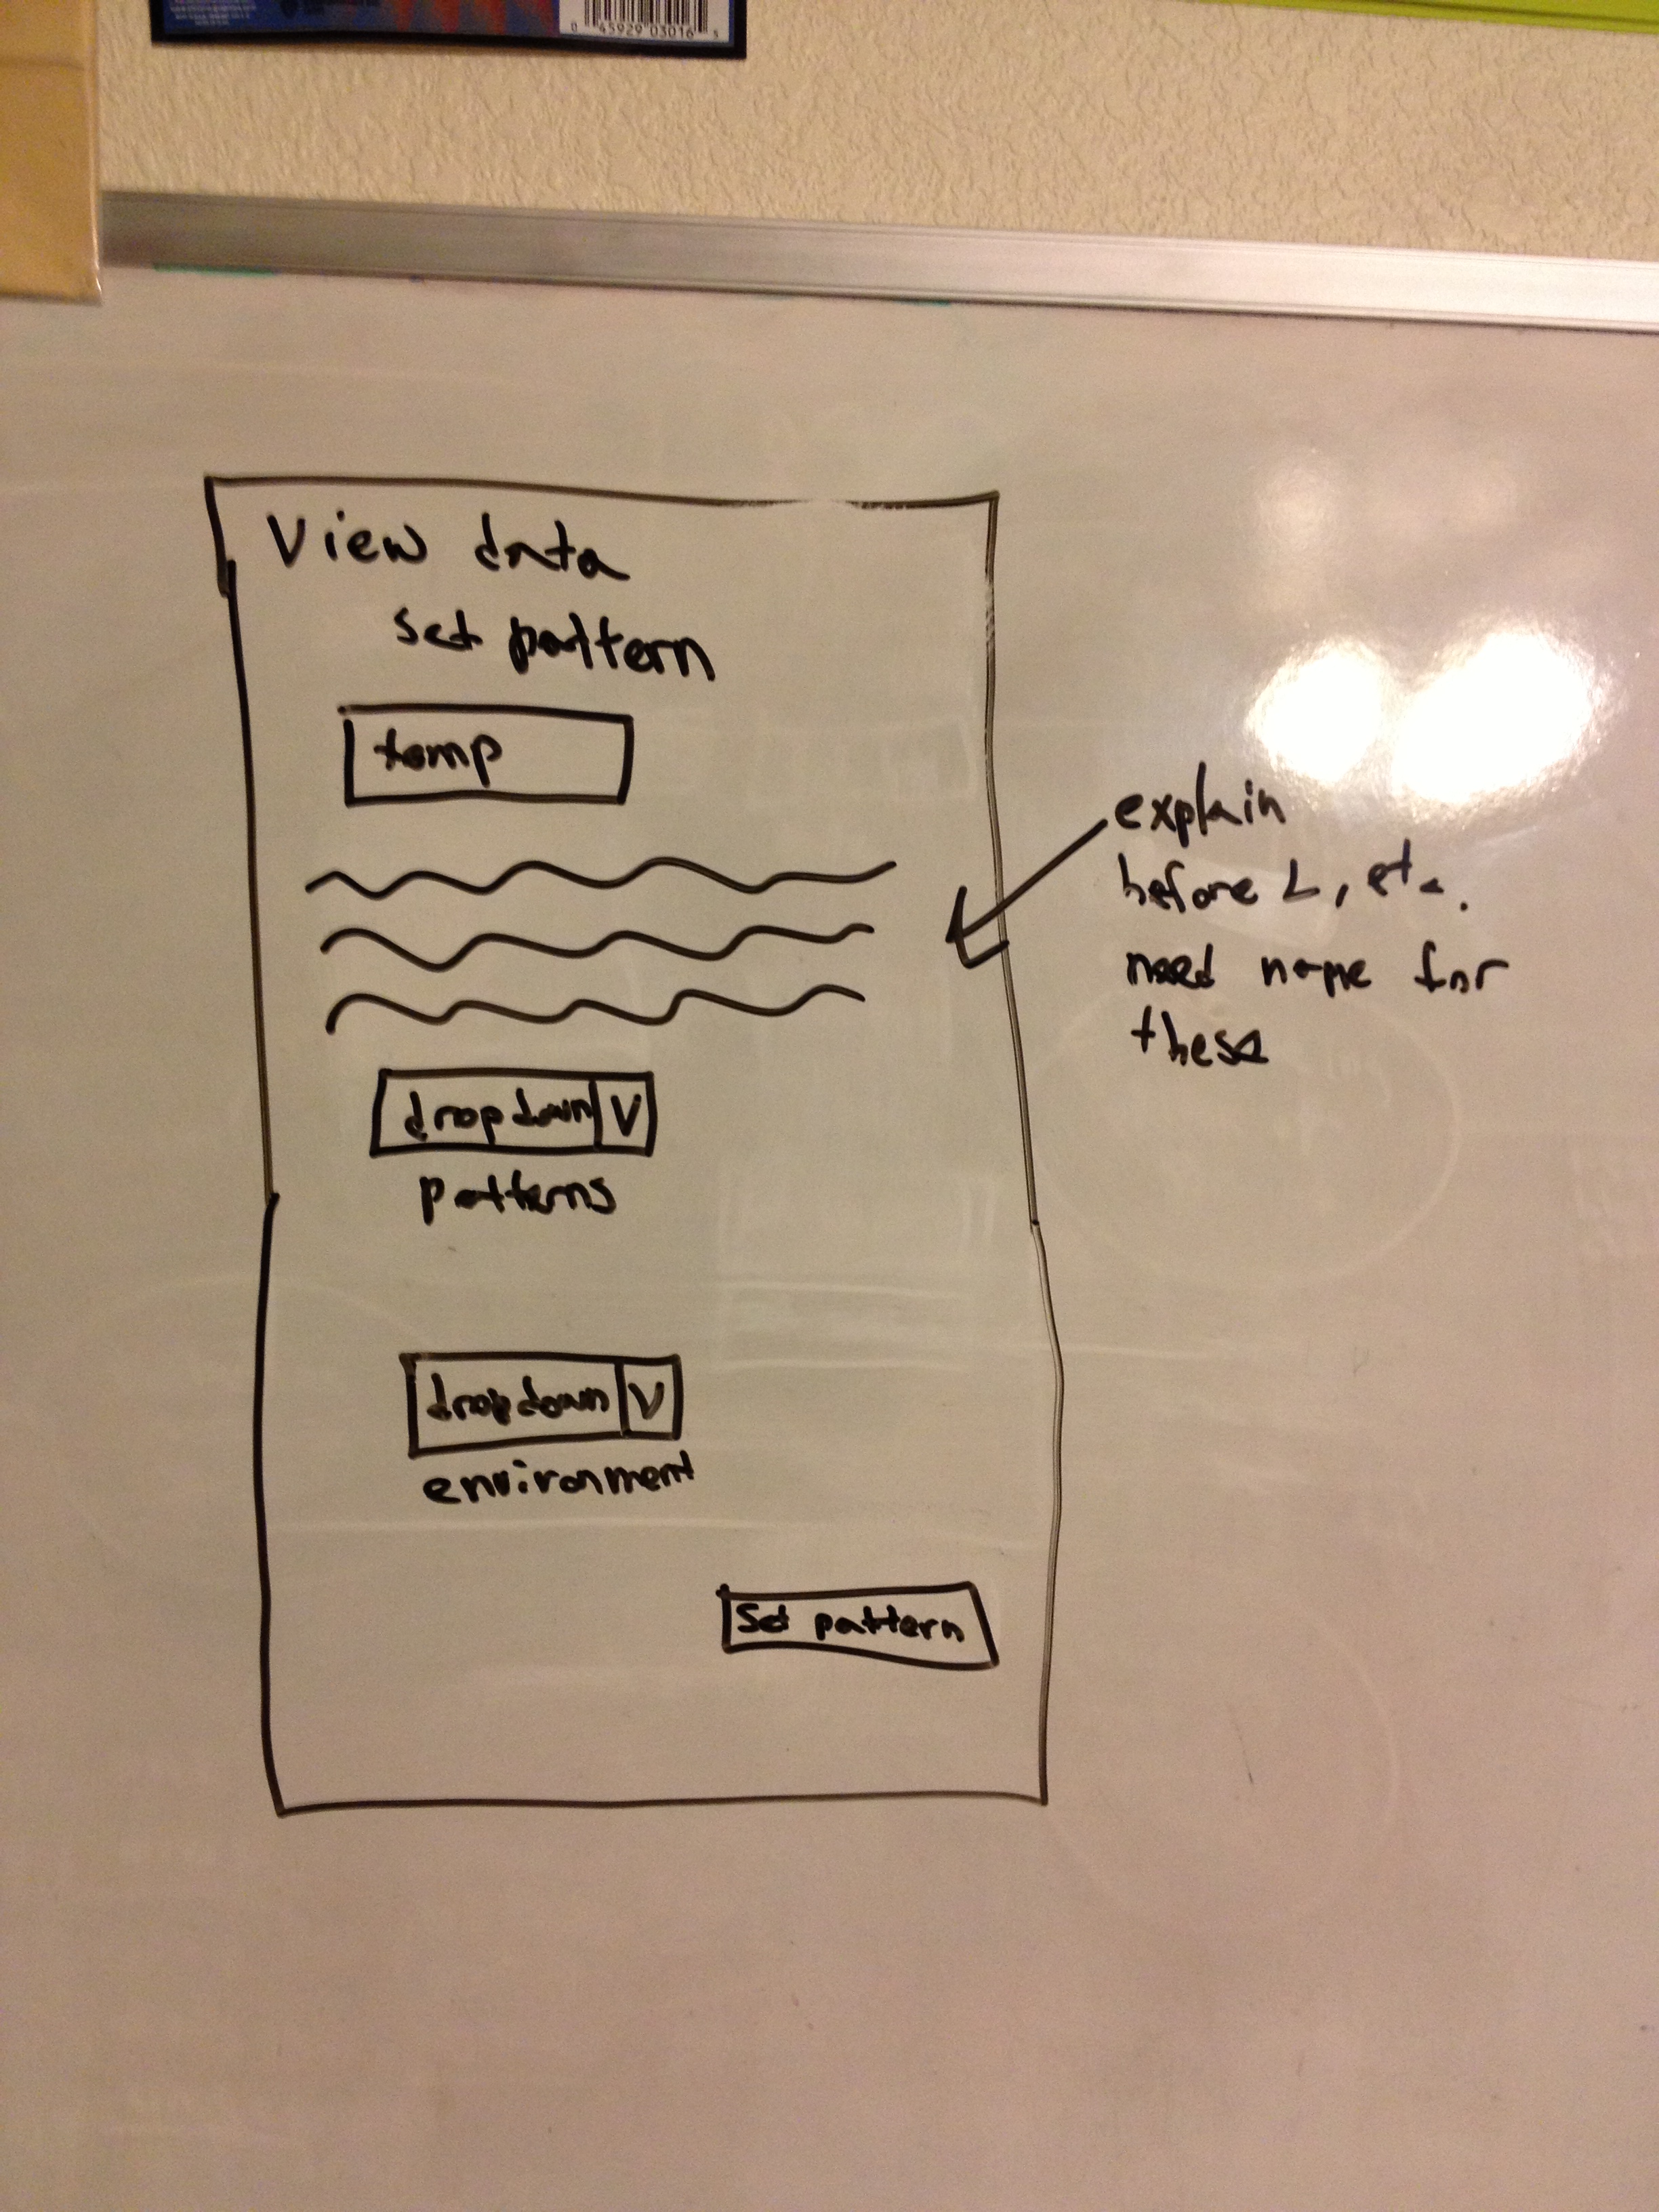 0 45929 03016 5
View data
set pattern
temp
explain
before L, etc.
need name for
these
dropdown V
patterns
dropdown V
environment
Set pattern